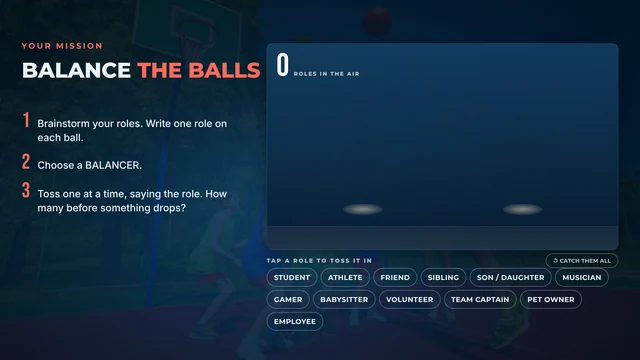 YOUR MISSION
BALANCE THE BALLS
1 Brainstorm your roles. Write one role on
each ball.
2 Choose a BALANCER.
3 Toss one at a time, saying the role. How
many before something drops?
0 ROLES IN THE AIR
TAP A ROLE TO TOSS IT IN
CATCH THEM ALL
STUDENT ATHLETE FRIEND SIBLING SON / DAUGHTER MUSICIAN
GAMER BABYSITTER VOLUNTEER TEAM CAPTAIN PET OWNER
EMPLOYEE